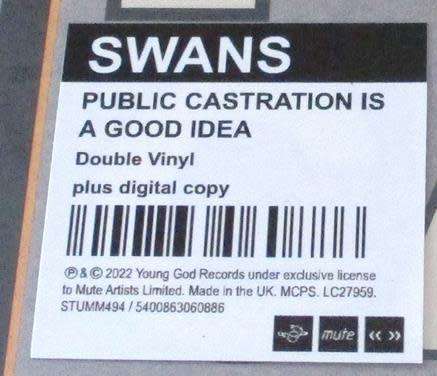 SWANS
PUBLIC CASTRATION IS
A GOOD IDEA
Double Vinyl
plus digital copy
℗ & © 2022 Young God Records under exclusive license
to Mute Artists Limited. Made in the UK. MCPS. LC27959.
STUMM494 / 5400863060886
mute